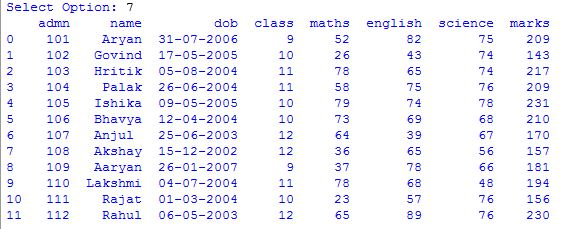 Select Option: 7
admn name dob class maths english science marks
0 101 Aryan 31-07-2006 9 52 82 75 209
1 102 Govind 17-05-2005 10 26 43 74 143
2 103 Hritik 05-08-2004 11 78 65 74 217
3 104 Palak 26-06-2004 11 58 75 76 209
4 105 Ishika 09-05-2005 10 79 74 78 231
5 106 Bhavya 12-04-2004 10 73 69 68 210
6 107 Anjul 25-06-2003 12 64 39 67 170
7 108 Akshay 15-12-2002 12 36 65 56 157
8 109 Aaryan 26-01-2007 9 37 78 66 181
9 110 Lakshmi 04-07-2004 11 78 68 48 194
10 111 Rajat 01-03-2004 10 23 57 76 156
11 112 Rahul 06-05-2003 12 65 89 76 230